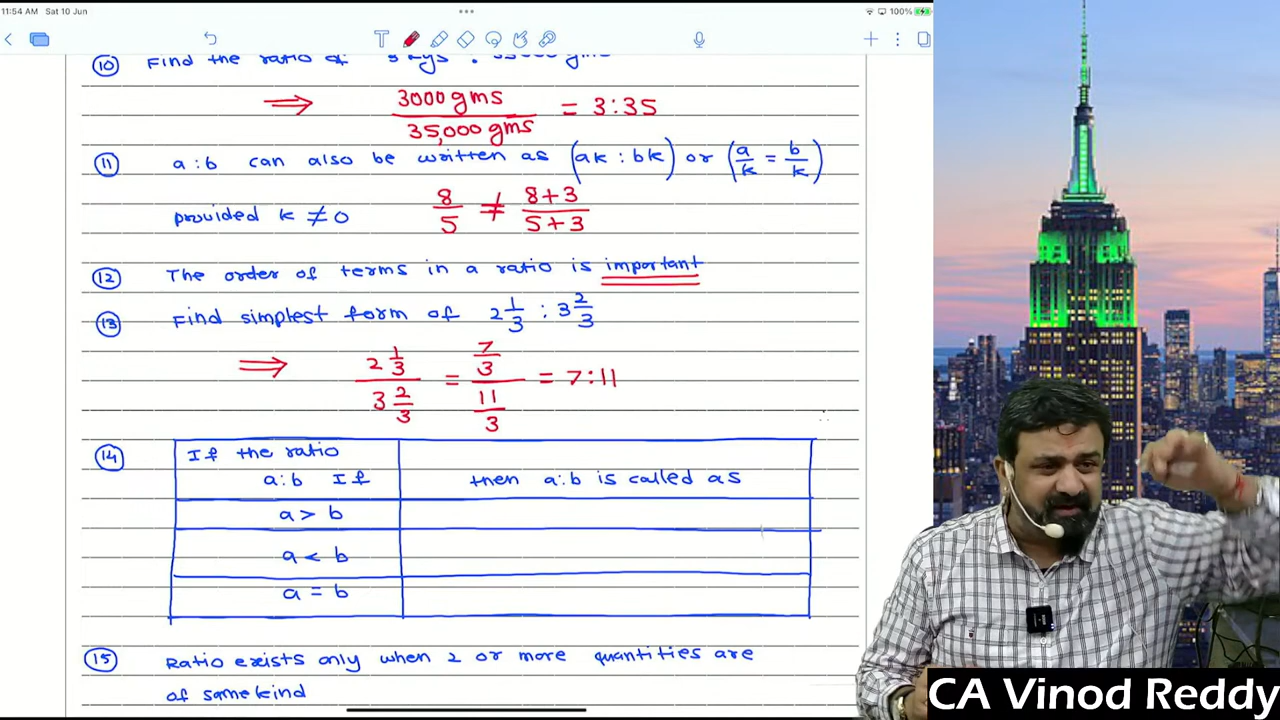 11:54 AM Sat 10 Jun
100%
10 Find the ratio of 3 kgs : 35000 gms
⇒ 3000 gms / 35,000 gms = 3:35
11 a:b can also be written as (ak : bk) or (a/k = b/k)
provided k ≠ 0 8/5 ≠ 8+3/5+3
12 The order of terms in a ratio is important
13 Find simplest form of 2 1/3 : 3 2/3
⇒ 2 1/3 / 3 2/3 = 7/3 / 11/3 = 7:11
14 If the ratio
a:b If then a:b is called as
a > b
a < b
a = b
15 Ratio exists only when 2 or more quantities are
of same kind
CA Vinod Reddy